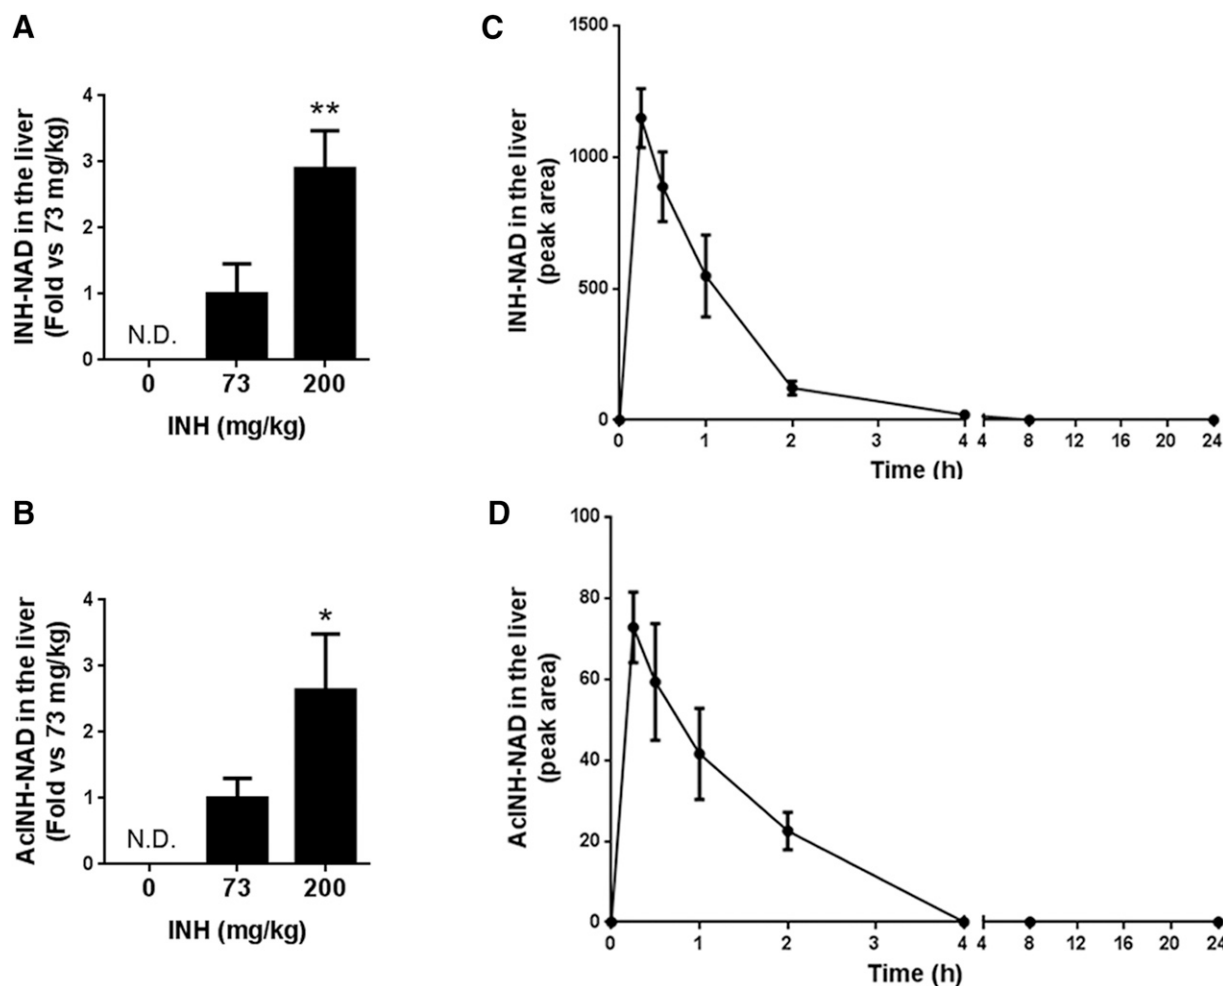 A
INH-NAD in the liver
(Fold vs 73 mg/kg)
4
3
2
1
0
N.D.
**
0 73 200
INH (mg/kg)
C
INH-NAD in the liver
(peak area)
1500
1000
500
0
0 1 2 3 4 4 8 12 16 20 24
Time (h)
B
AcINH-NAD in the liver
(Fold vs 73 mg/kg)
4
3
2
1
0
N.D.
*
0 73 200
INH (mg/kg)
D
AcINH-NAD in the liver
(peak area)
100
80
60
40
20
0
0 1 2 3 4 4 8 12 16 20 24
Time (h)